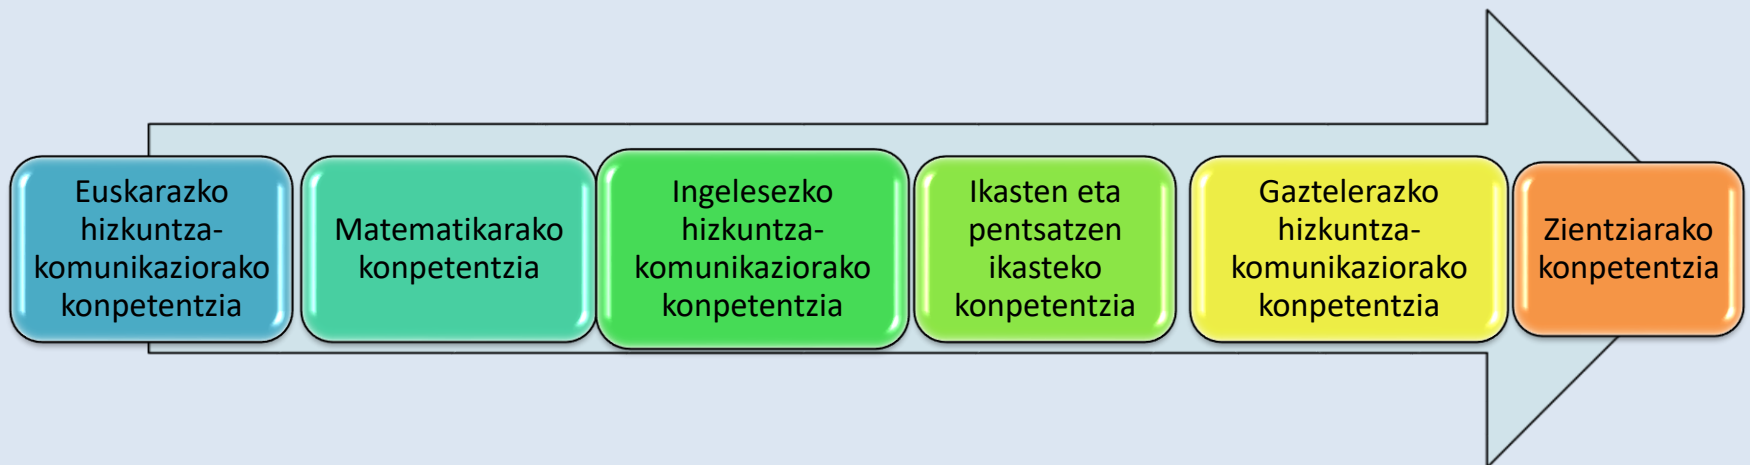 Euskarazko
hizkuntza-
komunikaziorako
konpetentzia
Matematikarako
konpetentzia
Ingelesezko
hizkuntza-
komunikaziorako
konpetentzia
Ikasten eta
pentsatzen
ikasteko
konpetentzia
Gaztelerazko
hizkuntza-
komunikaziorako
konpetentzia
Zientziarako
konpetentzia